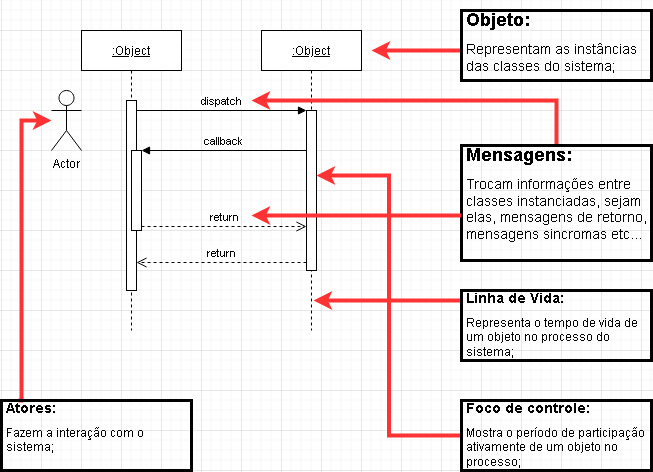 :Object
:Object
dispatch
callback
return
return
Actor
Objeto:
Representam as instâncias
das classes do sistema;
Mensagens:
Trocam informações entre
classes instanciadas, sejam
elas, mensagens de retorno,
mensagens sincromas etc...
Linha de Vida:
Representa o tempo de vida de
um objeto no processo do
sistema;
Atores:
Fazem a interação com o
sistema;
Foco de controle:
Mostra o período de participação
ativamente de um objeto no
processo;